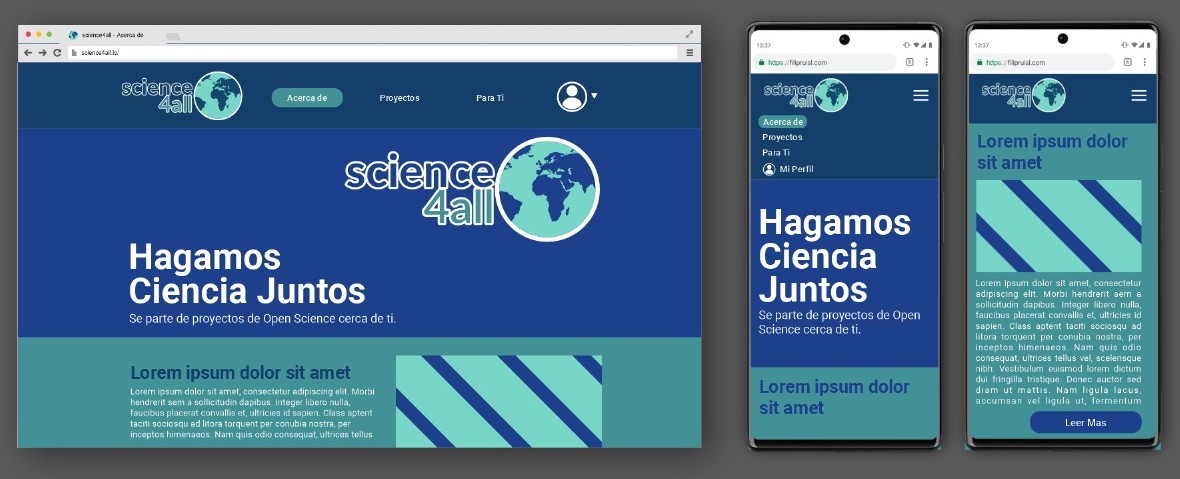 science4all - Acerca de
science4all.io/
science
4all
Acerca de
Proyectos
Para Ti
science
4all
Hagamos
Ciencia Juntos
Se parte de proyectos de Open Science cerca de ti.
Lorem ipsum dolor sit amet
Lorem ipsum dolor sit amet, consectetur adipiscing elit. Morbi
hendrerit sem a sollicitudin dapibus. Integer libero nulla,
faucibus placerat convallis et, ultricies id sapien. Class aptent
taciti sociosqu ad litora torquent per conubia nostra, per
inceptos himenaeos. Nam quis odio consequat, ultrices tellus
13:37
https://filipruisl.com
5
science
4all
Acerca de
Proyectos
Para Ti
Mi Perfil
Hagamos
Ciencia
Juntos
Se parte de proyectos de Open
Science cerca de ti.
Lorem ipsum dolor
sit amet
13:37
https://filipruisl.com
5
science
4all
Lorem ipsum dolor
sit amet
Lorem ipsum dolor sit amet, consectetur
adipiscing elit. Morbi hendrerit sem a
sollicitudin dapibus. Integer libero nulla,
faucibus placerat convallis et, ultricies id
sapien. Class aptent taciti sociosqu ad
litora torquent per conubia nostra, per
inceptos himenaeos. Nam quis odio
consequat, ultrices tellus vel, scelerisque
nibh. Vestibulum euismod lorem dictum
dui fringilla tristique. Donec auctor sed
diam ut mattis. Nam ligula lacus,
accumsan vel ligula ut, fermentum
Leer Mas